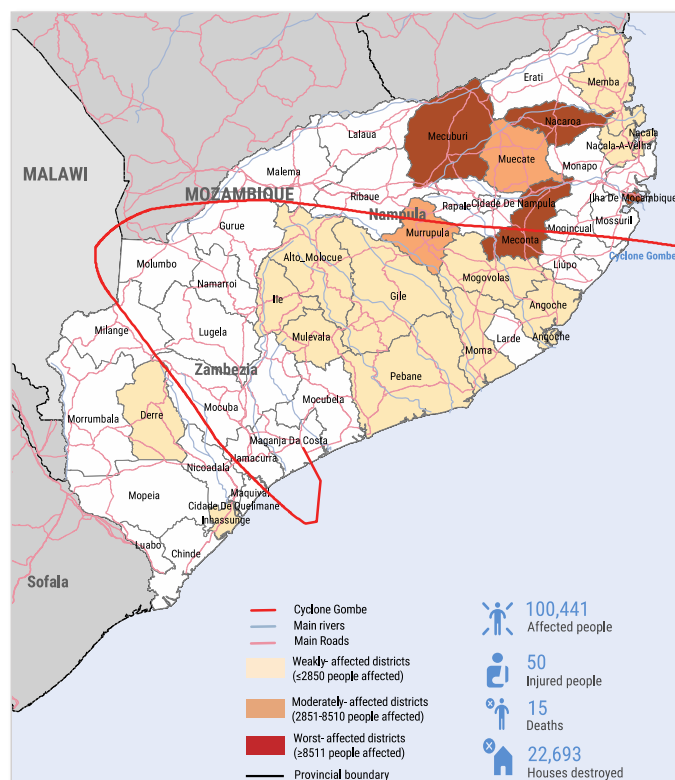 Memba
Erati
Nacaroa
Mecuburi
Lalaua
Nacala
Naçala-A-Velha
Muecate
Monapo
Malema
MALAWI
MOZAMBIQUE
Ribaue
Rapale
Cidade De Nampula
Ilha De Moçambique
Nampula
Mossuril
Gurue
Murrupula
Meconta
Mooincual
Cyclone Gombe
Alto_Molocue
Molumbo
Liúpo
Mogovolas
Namarroi
Ile
Gile
Angoche
Milange
Lugela
Mulevala
Larde
Angoche
Moma
Zambezia
Pebane
Mocubela
Mocuba
Derre
Morrumbala
Maganja Da Costa
Namacurra
Nicoadala
Maquival
Mopeia
Cidade De Quelimane
Inhassunge
Luabo
Chinde
Sofala
Cyclone Gombe
Main rivers
Main Roads
Weakly- affected districts
(≤2850 people affected)
Moderately- affected districts
(2851-8510 people affected)
Worst- affected districts
(≥8511 people affected)
Provincial boundary
100,441
Affected people
50
Injured people
15
Deaths
22,693
Houses destroyed